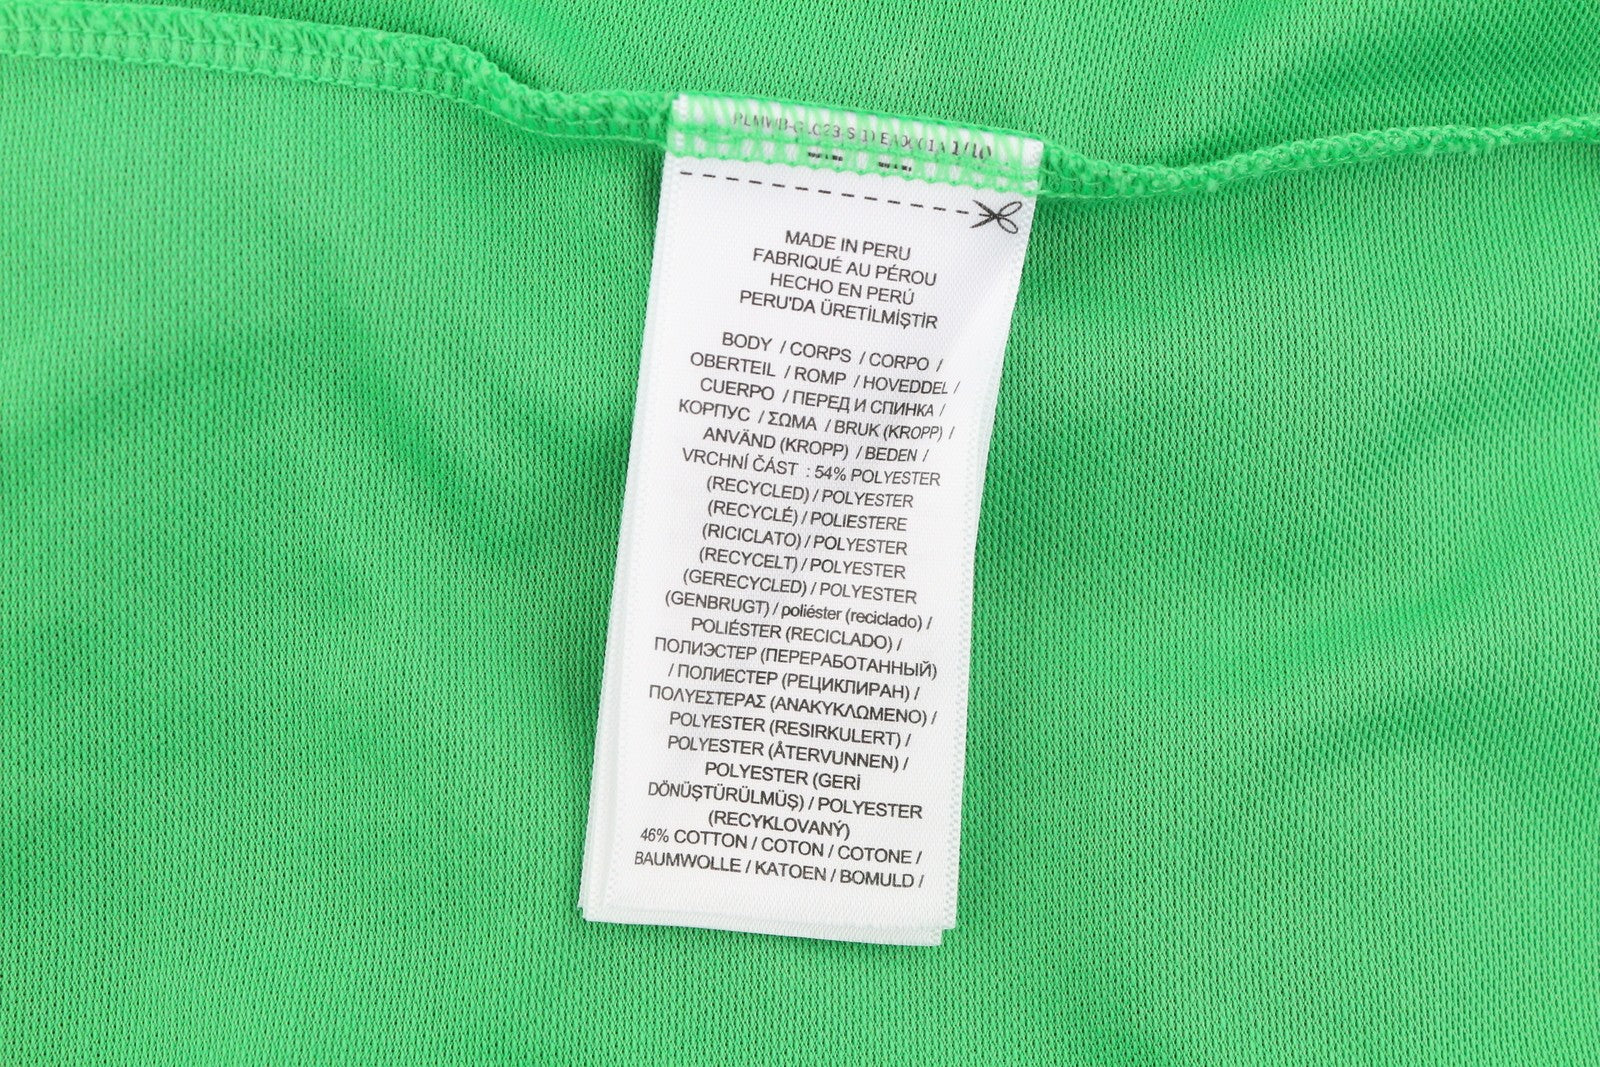 MADE IN PERU
FABRIQUÉ AU PÉROU
HECHO EN PERÚ
PERU'DA ÜRETİLMİŞTİR
BODY / CORPS / CORPO /
OBERTEIL / ROMP / HOVEDDEL /
CUERPO / ПЕРЕД И СПИНКА /
КОРПУС / ΣΩΜΑ / BRUK (KROPP) /
ANVÄND (KROPP) / BEDEN /
VRCHNÍ ČÁST : 54% POLYESTER
(RECYCLED) / POLYESTER
(RECYCLÉ) / POLIESTERE
(RICICLATO) / POLYESTER
(RECYCELT) / POLYESTER
(GERECYCLED) / POLYESTER
(GENBRUGT) / poliéster (reciclado) /
POLIÉSTER (RECICLADO) /
ПОЛИЭСТЕР (ПЕРЕРАБОТАННЫЙ)
/ ПОЛИЕСТЕР (РЕЦИКЛИРАН) /
ΠΟΛΥΕΣΤΕΡΑΣ (ΑΝΑΚΥΚΛΩΜΕΝΟ) /
POLYESTER (RESIRKULERT) /
POLYESTER (ÅTERVUNNEN) /
POLYESTER (GERİ
DÖNÜŞTÜRÜLMÜŞ) / POLYESTER
(RECYKLOVANÝ)
46% COTTON / COTON / COTONE /
BAUMWOLLE / KATOEN / BOMULD /